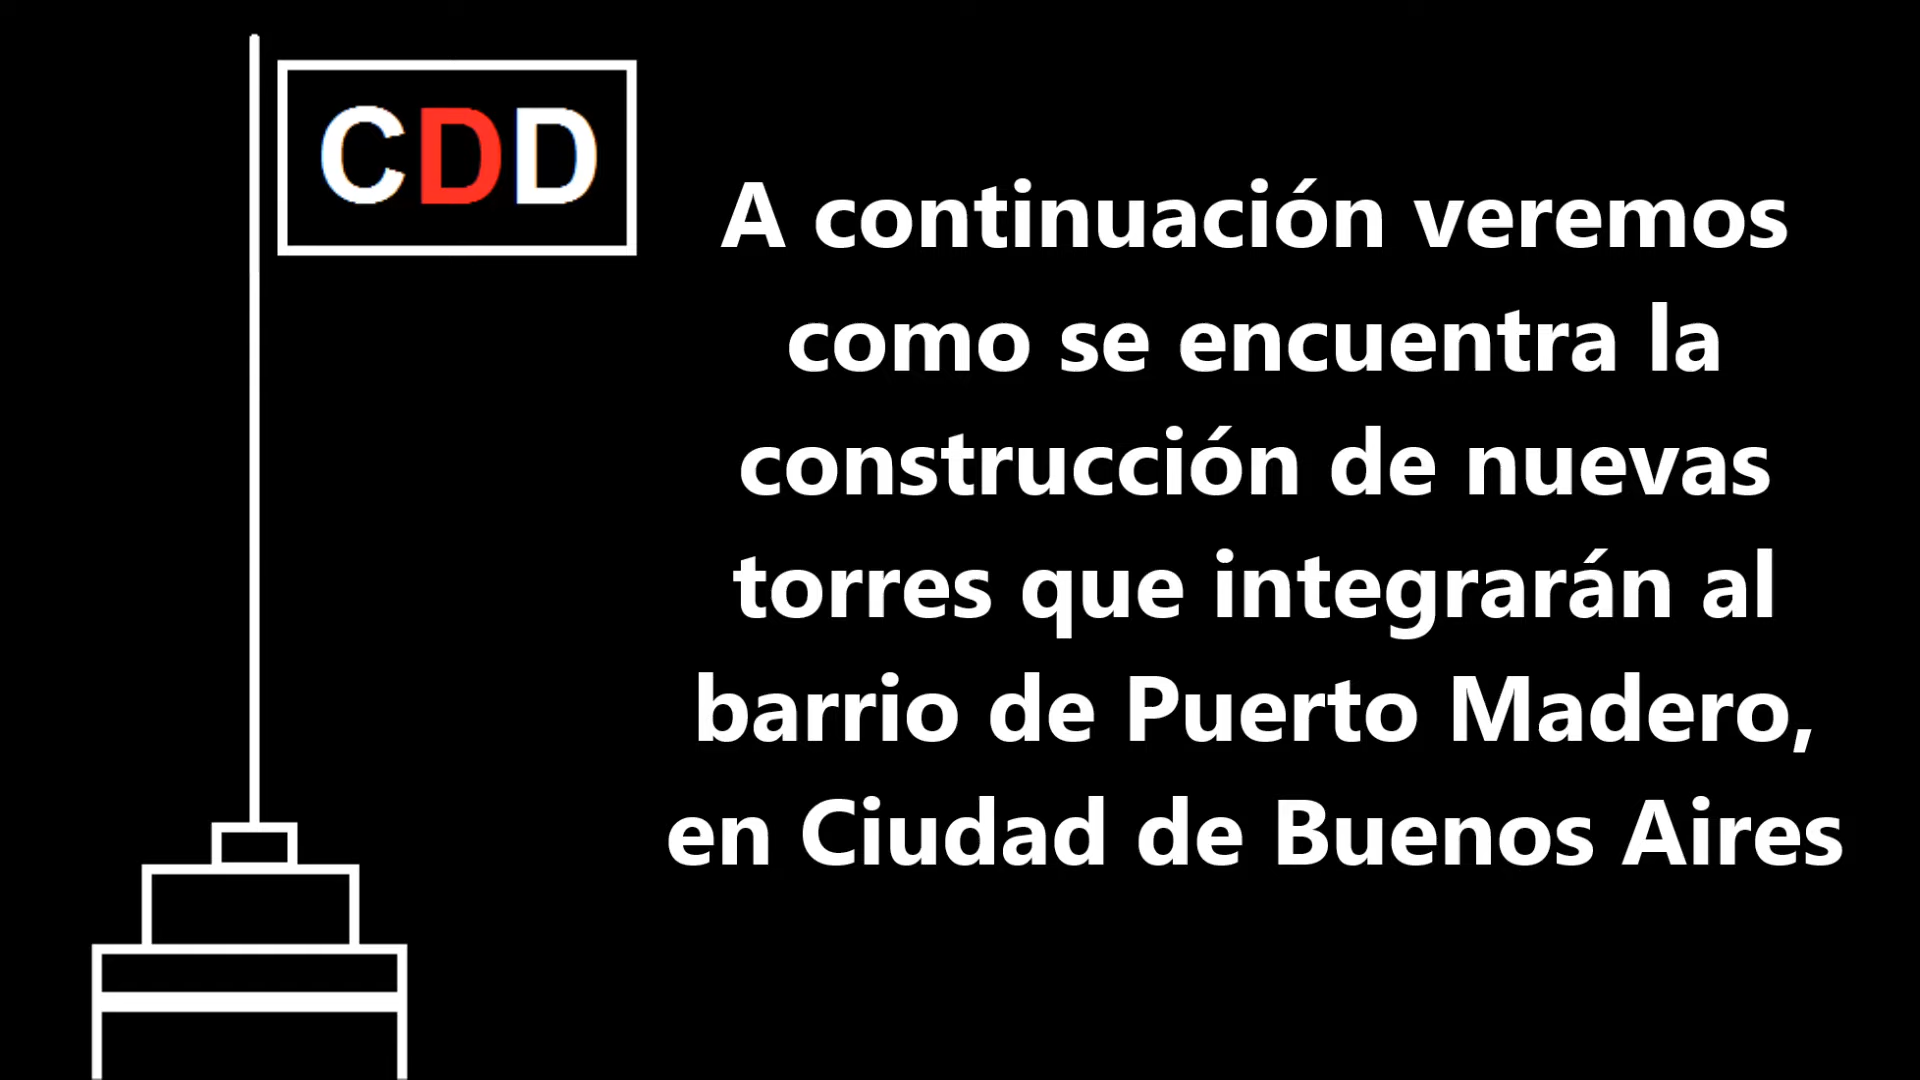 CDD
A continuación veremos
como se encuentra la
construcción de nuevas
torres que integrarán al
barrio de Puerto Madero,
en Ciudad de Buenos Aires